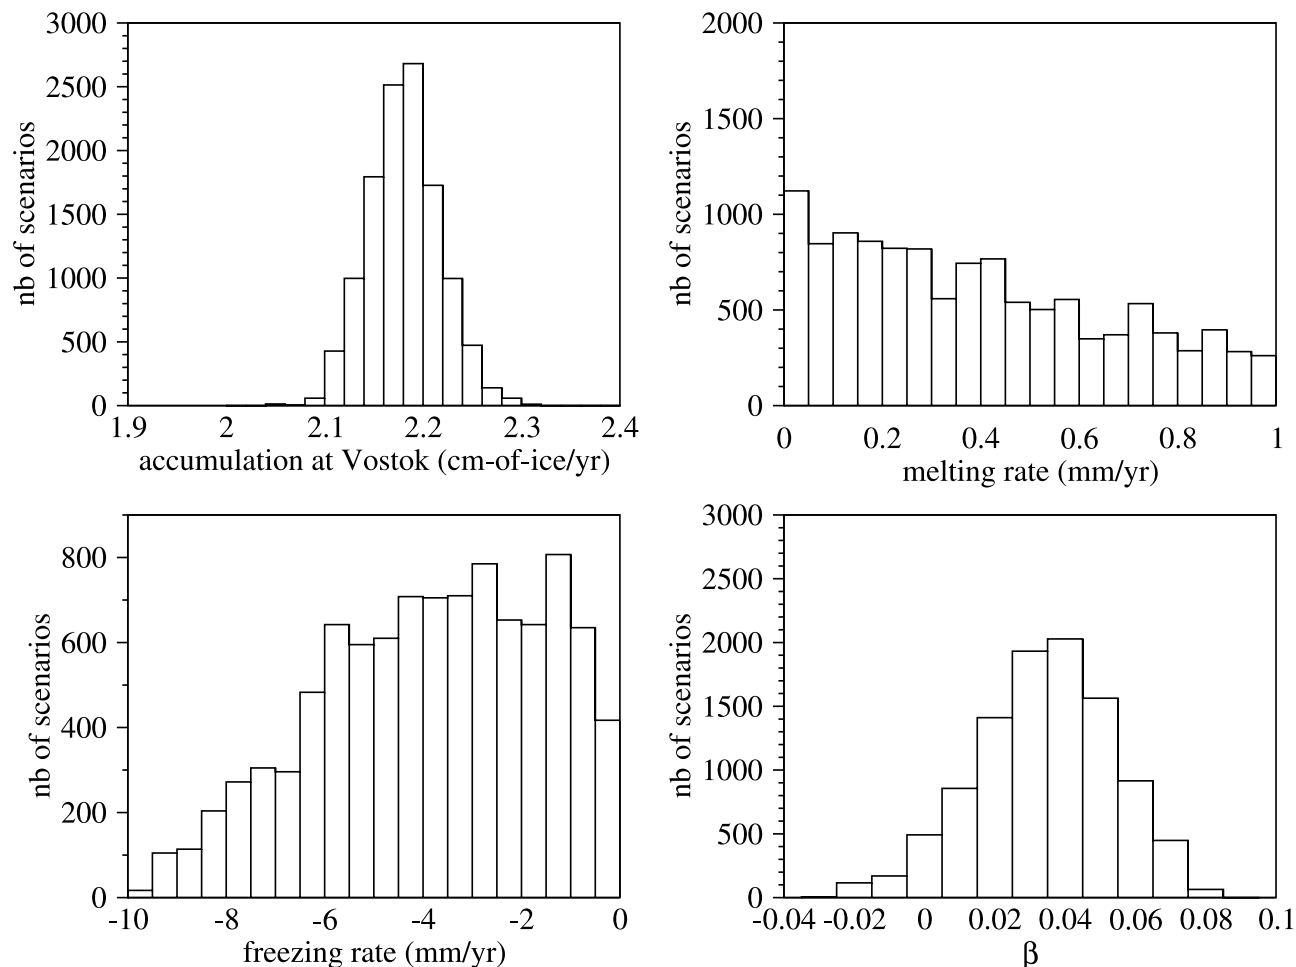 3000
2500
2000
1500
1000
500
0
nb of scenarios
1.9 2 2.1 2.2 2.3 2.4
accumulation at Vostok (cm-of-ice/yr)
2000
1500
1000
500
0
nb of scenarios
0 0.2 0.4 0.6 0.8 1
melting rate (mm/yr)
800
600
400
200
0
nb of scenarios
-10 -8 -6 -4 -2 0
freezing rate (mm/yr)
3000
2500
2000
1500
1000
500
0
nb of scenarios
-0.04 -0.02 0 0.02 0.04 0.06 0.08 0.1
β